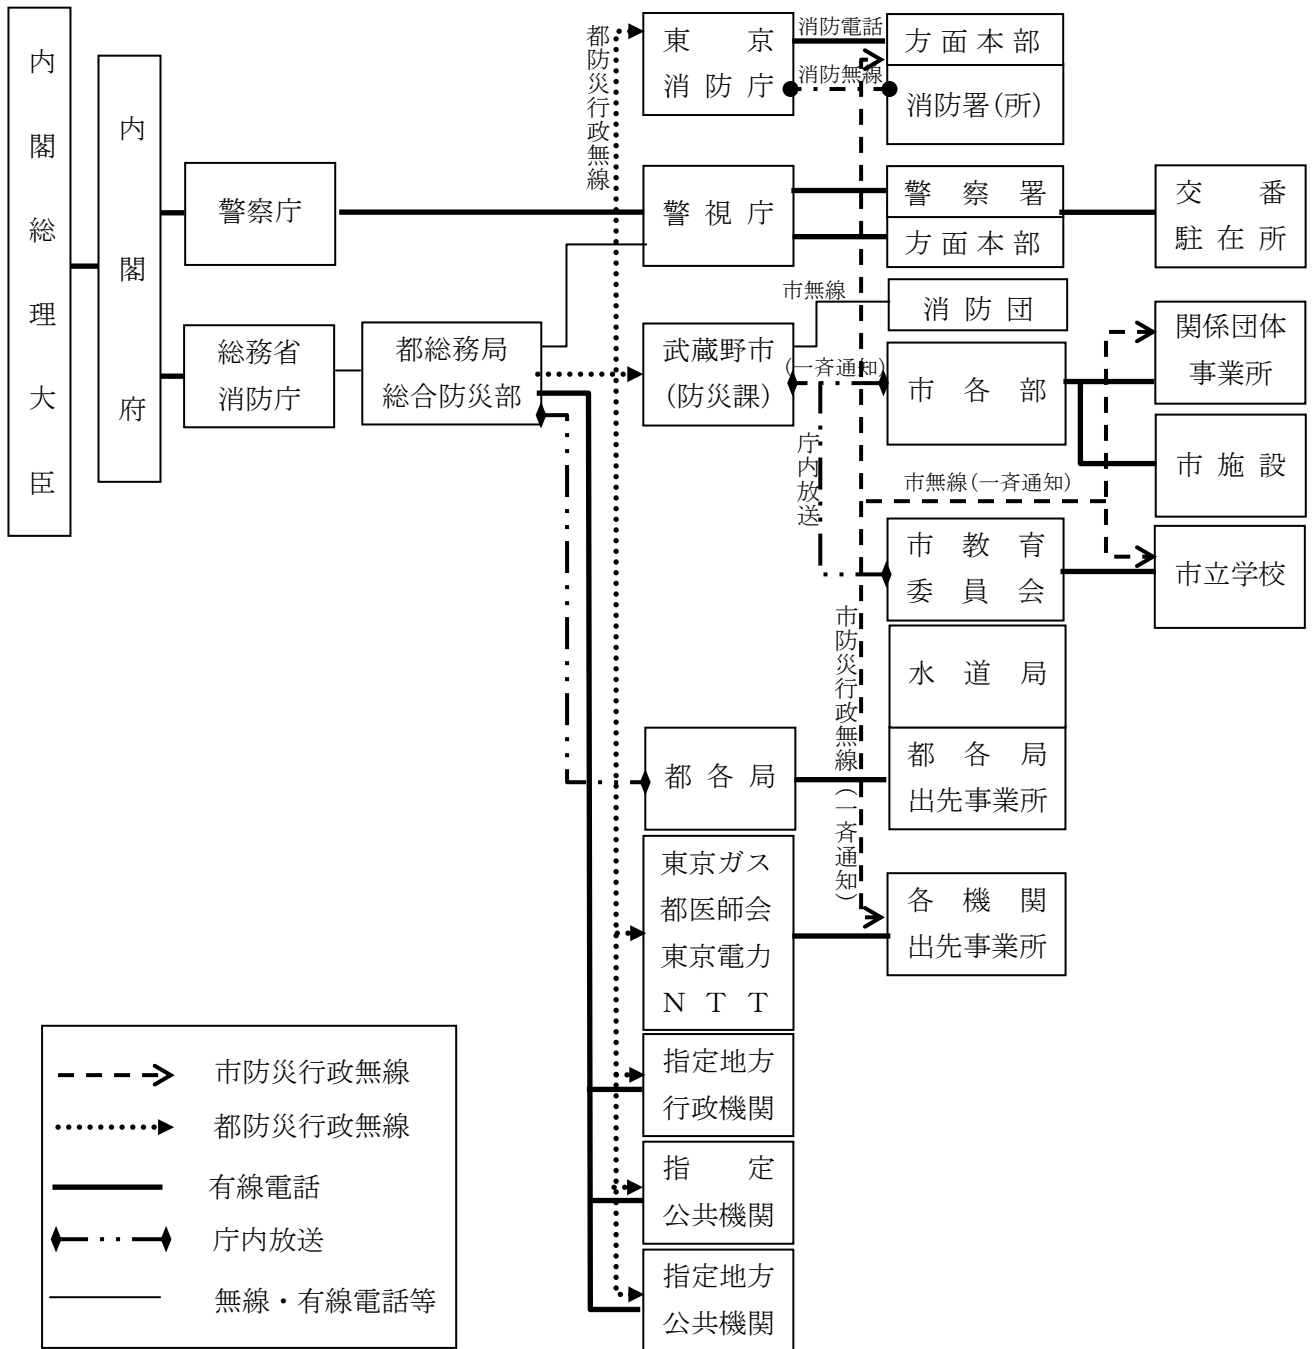 内閣総理大臣
内閣府
警察庁
総務省
消防庁
都総務局
総合防災部
都防災行政無線
東京
消防庁
消防電話
消防無線
方面本部
消防署(所)
警視庁
警察署
方面本部
交番
駐在所
市無線
消防団
武蔵野市
(防災課)
(一斉通知)
庁内放送
市各部
関係団体
事業所
市施設
市無線(一斉通知)
市教育
委員会
市立学校
市防災行政無線(一斉通知)
水道局
都各局
都各局
出先事業所
東京ガス
都医師会
東京電力
NTT
各機関
出先事業所
指定地方
行政機関
指定
公共機関
指定地方
公共機関
市防災行政無線
都防災行政無線
有線電話
庁内放送
無線・有線電話等